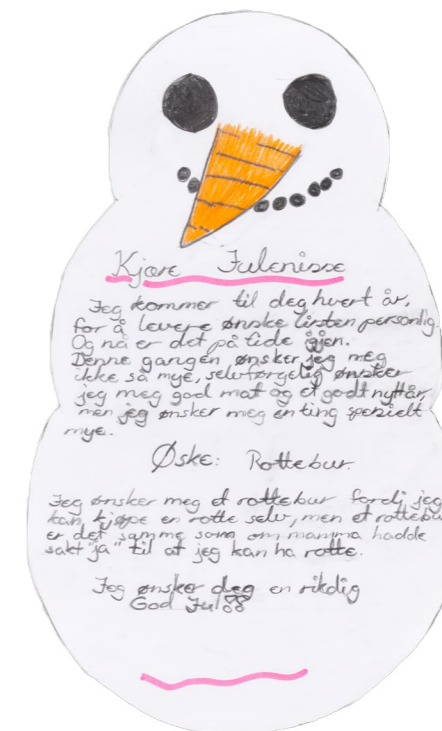 Kjære Julenisse
Jeg kommer til deg hvert år,
for å levere ønske listen personlig.
Og nå er det på tide igjen.
Denne gangen ønsker jeg meg
ikke så mye, selvførgelig ønsker
jeg meg god mat og et godt nyttår,
men jeg ønsker meg en ting spesielt
mye.
Øske: Rottebur.
Jeg ønsker meg et rottebur fordi jeg
kan kjøpe en rotte selv, men et rottebur
er det samme som om mamma hadde
sakt "ja" til at jeg kan ha rotte.
Jeg ønsker deg en riktig
God Jul